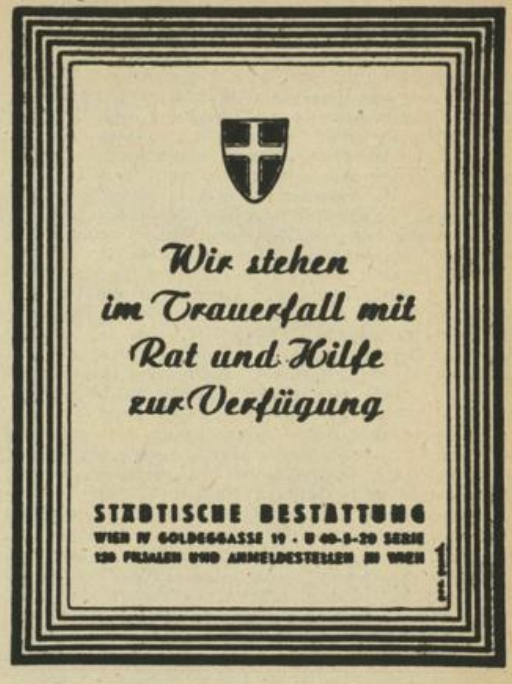 Wir stehen
im Trauerfall mit
Rat und Hilfe
zur Verfügung
STÄDTISCHE BESTATTUNG
WIEN IV GOLDEGGASSE 19 · U 40-5-20 SERIE
120 FILIALEN UND ANMELDESTELLEN IN WIEN